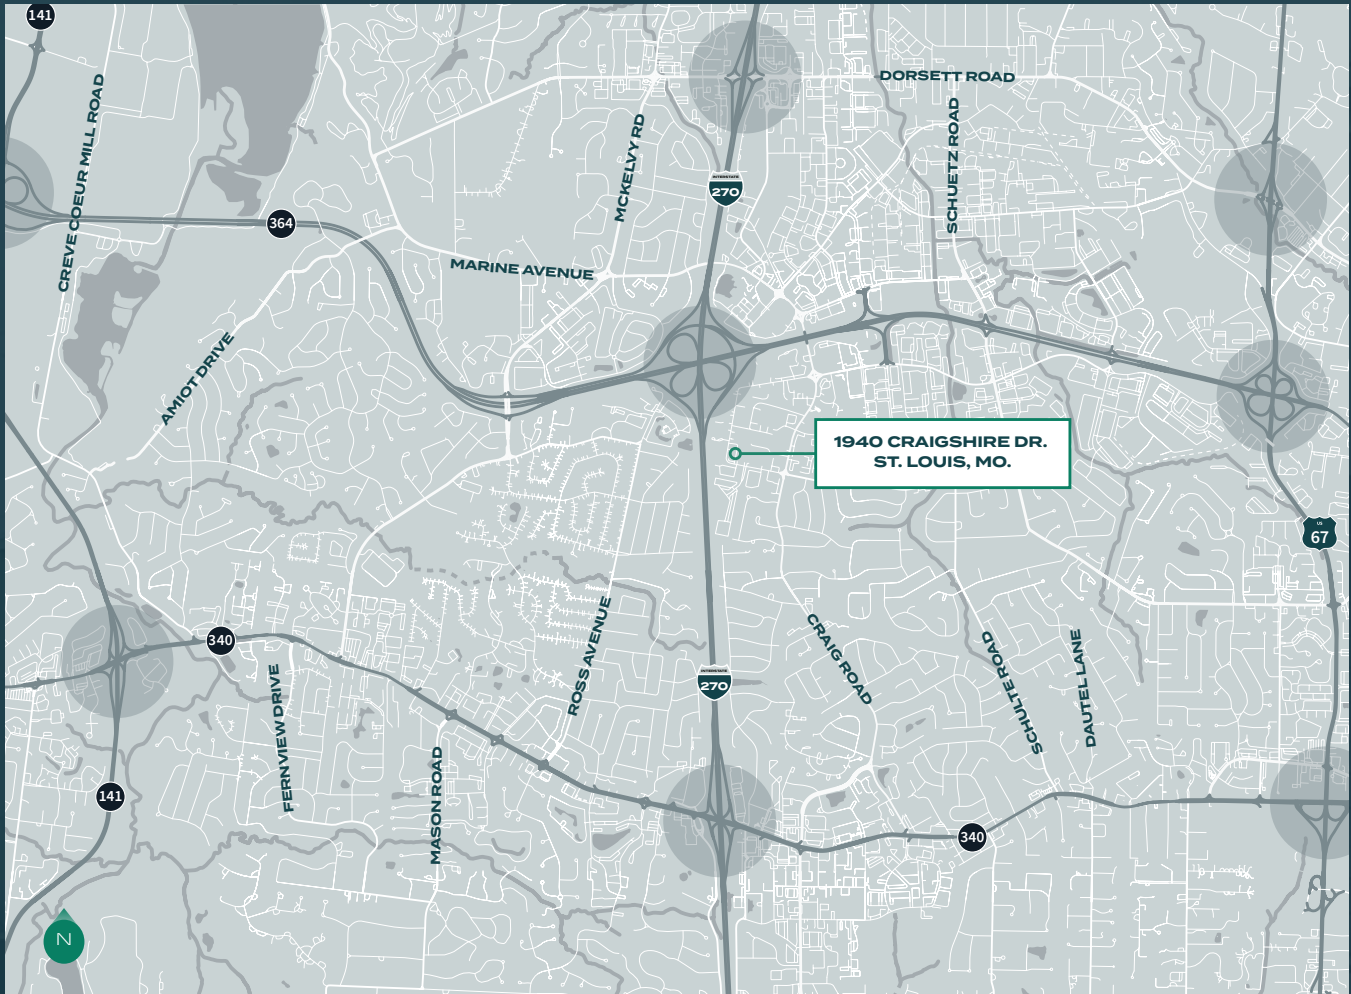 141
DORSETT ROAD
CREVE COEUR MILL ROAD
MCKELVY RD
SCHUETZ ROAD
INTERSTATE
270
364
MARINE AVENUE
AMIOT DRIVE
1940 CRAIGSHIRE DR.
ST. LOUIS, MO.
US
67
340
ROSS AVENUE
CRAIG ROAD
SCHULTE ROAD
DAUTEL LANE
FERNVIEW DRIVE
INTERSTATE
270
MASON ROAD
141
340
N